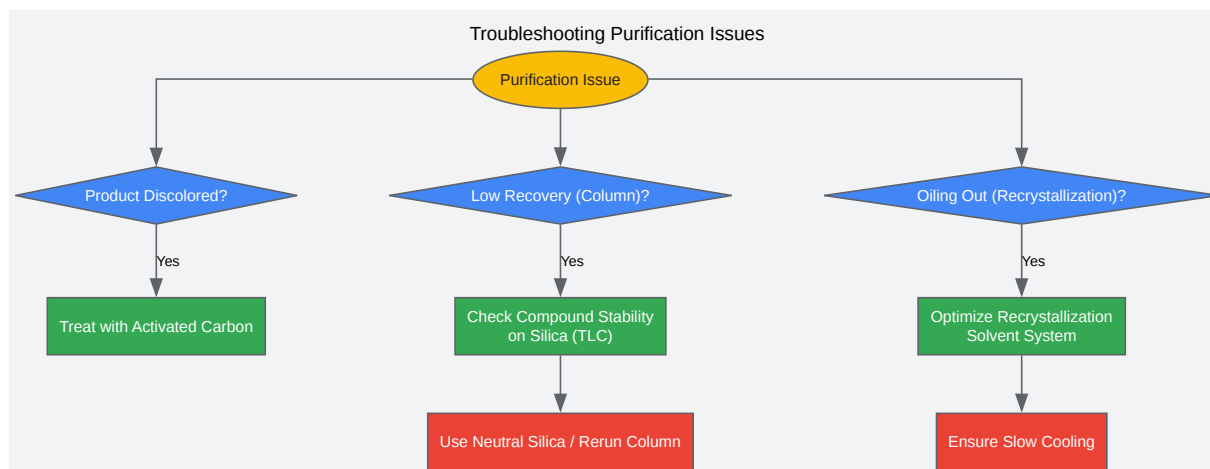 Troubleshooting Purification Issues
Purification Issue
Product Discolored?
Low Recovery (Column)?
Oiling Out (Recrystallization)?
Yes
Yes
Yes
Treat with Activated Carbon
Check Compound Stability
on Silica (TLC)
Optimize Recrystallization
Solvent System
Use Neutral Silica / Rerun Column
Ensure Slow Cooling